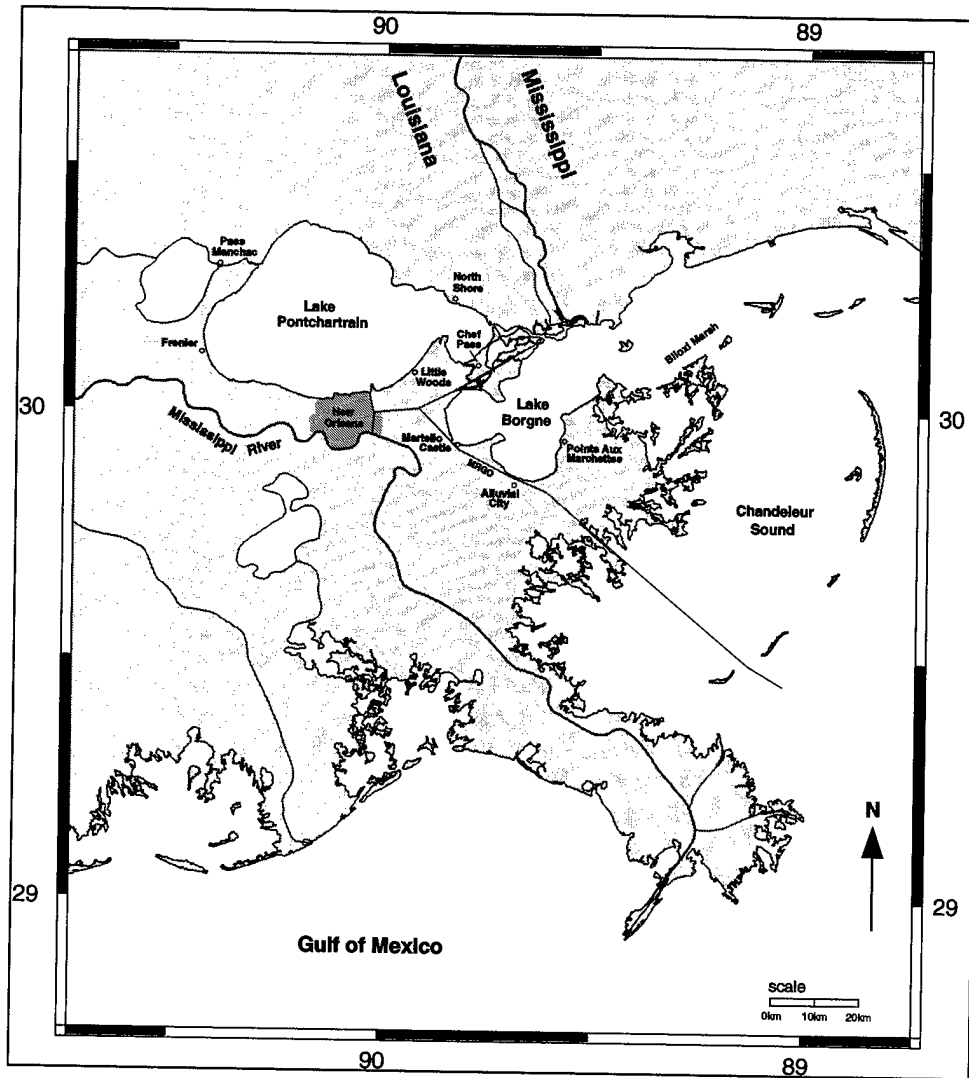 90
89
Louisiana
Mississippi
Pass
Manchac
North
Shore
Lake
Pontchartrain
Chef
Pass
Frenier
Little
Woods
Biloxi Marsh
30
30
Lake
Borgne
New
Orleans
Mississippi River
Martello
Castle
Points Aux
Marchettes
MRGO
Alluvial
City
Chandeleur
Sound
N
29
29
Gulf of Mexico
scale
0km 10km 20km
90
89